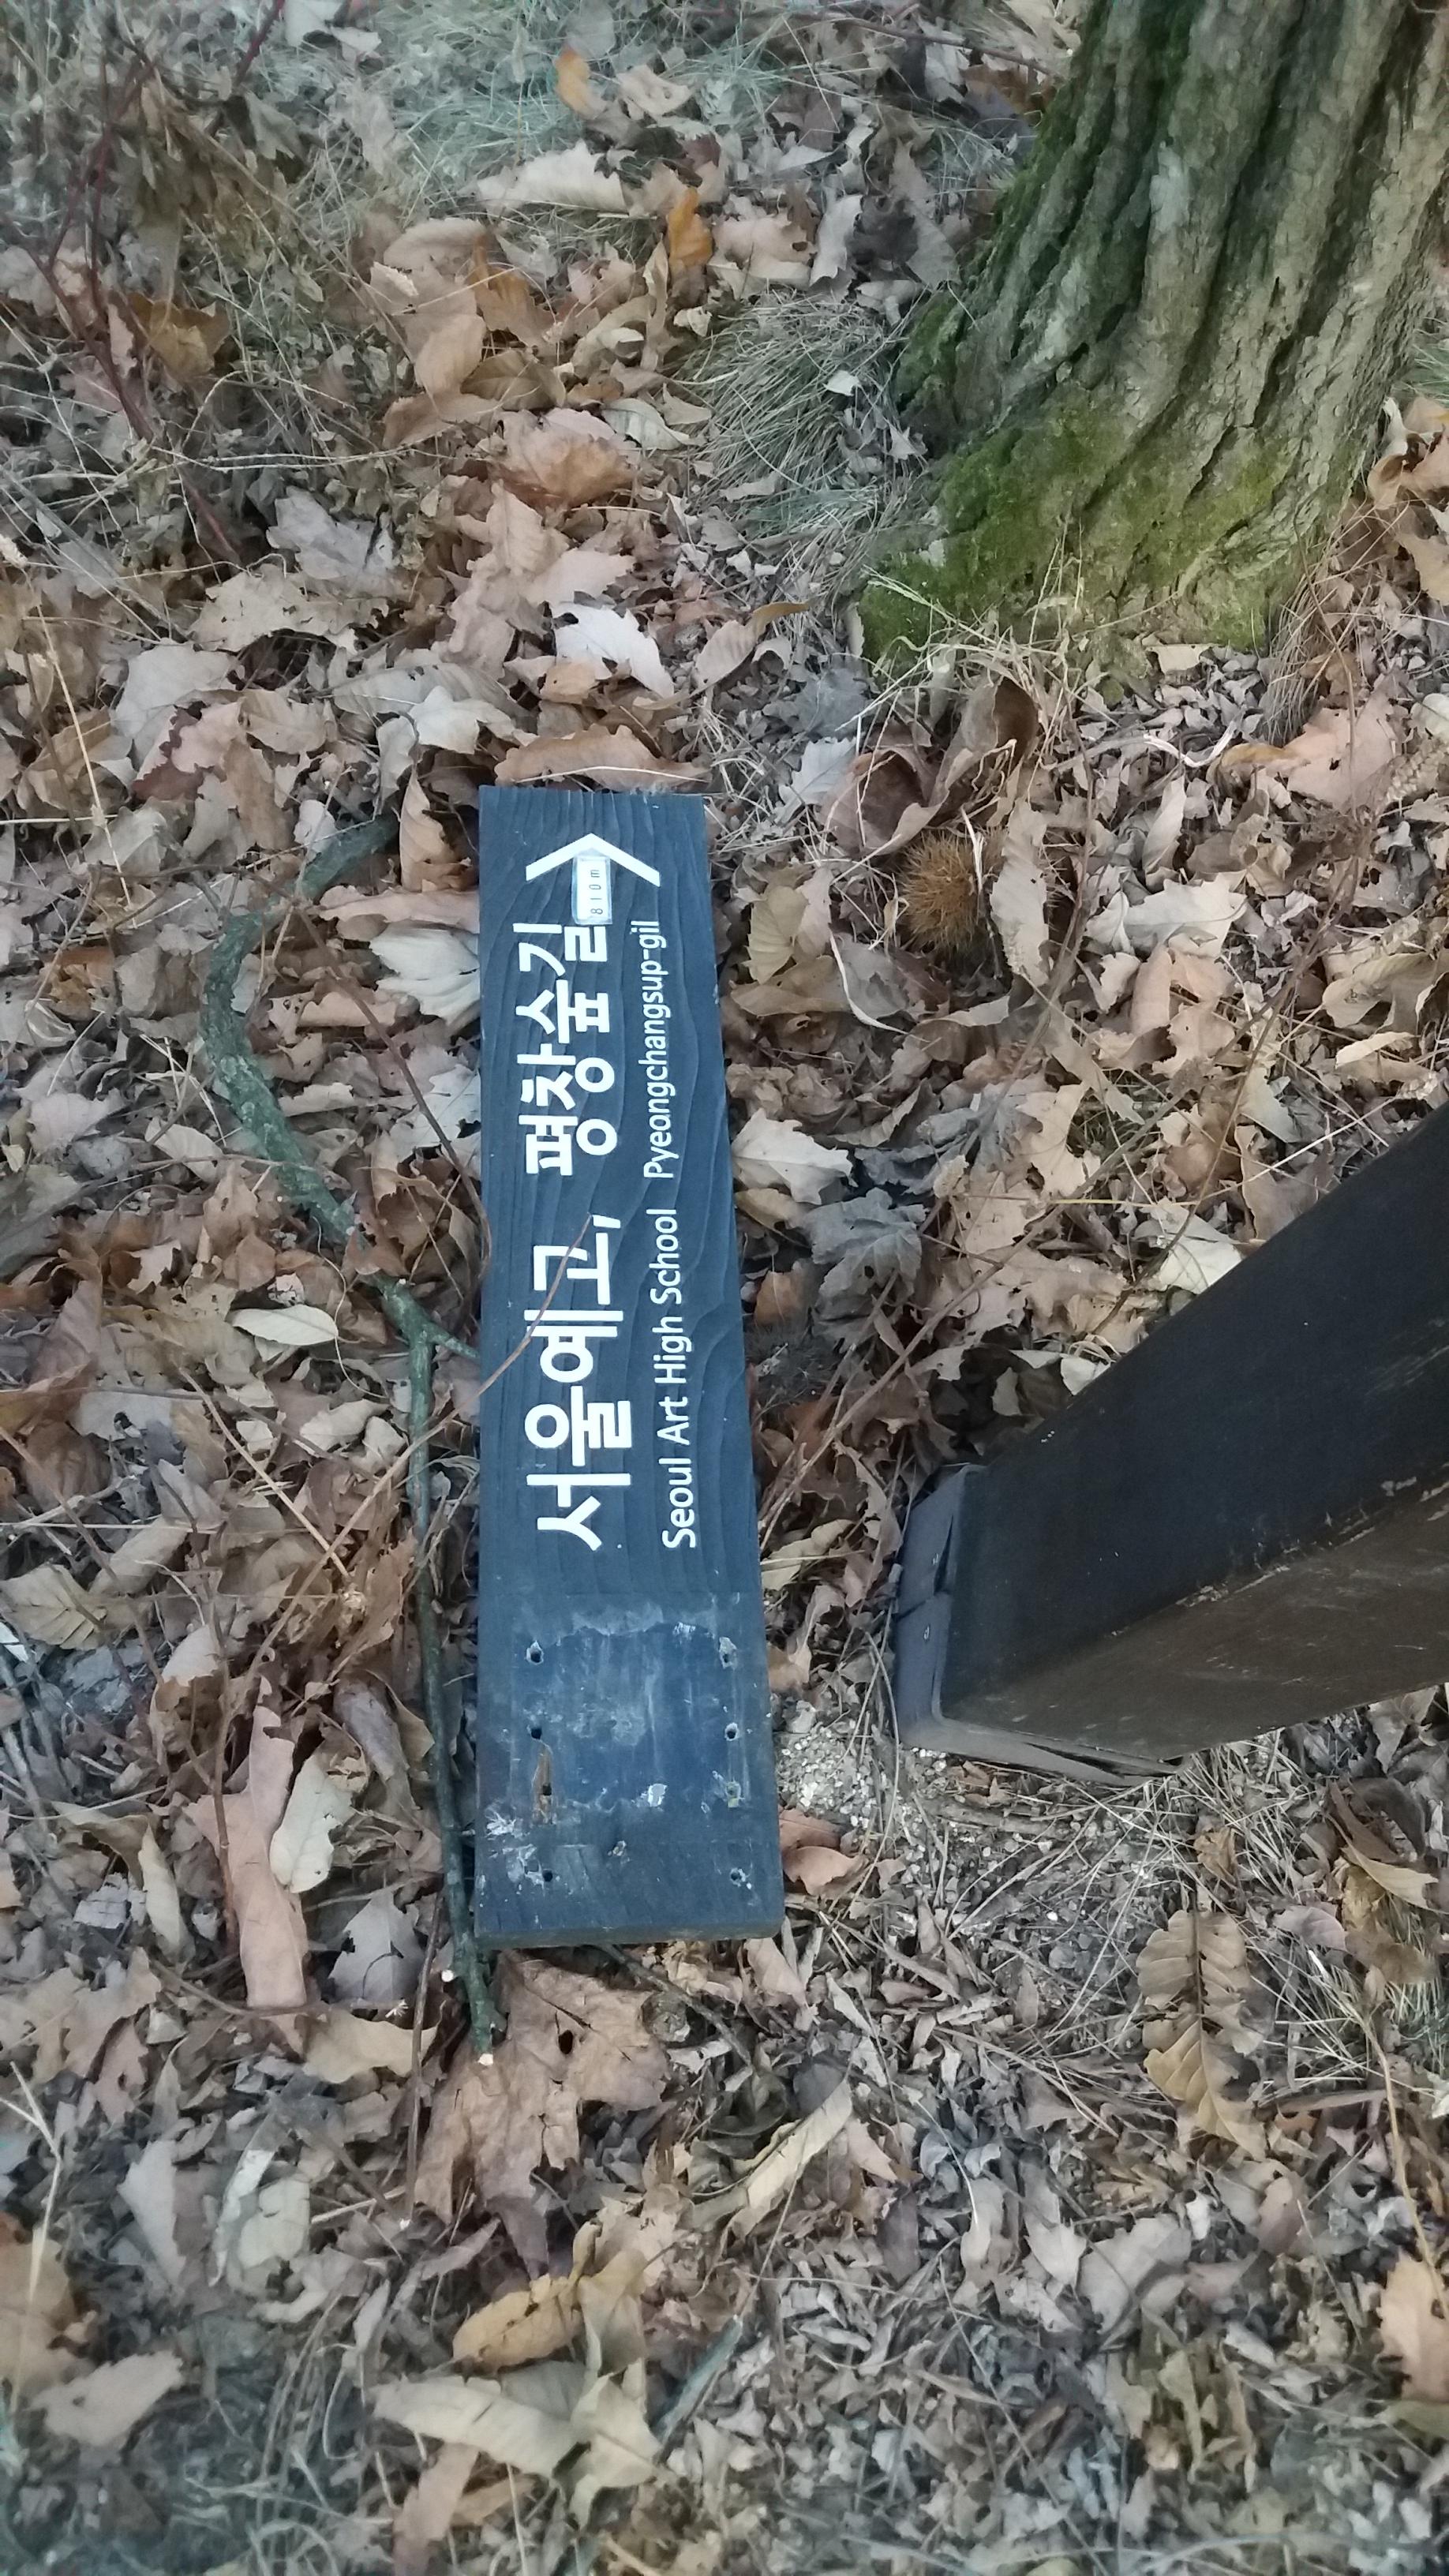 서울예고, 평창숲길
810m
Seoul Art High School Pyeongchangsup-gil